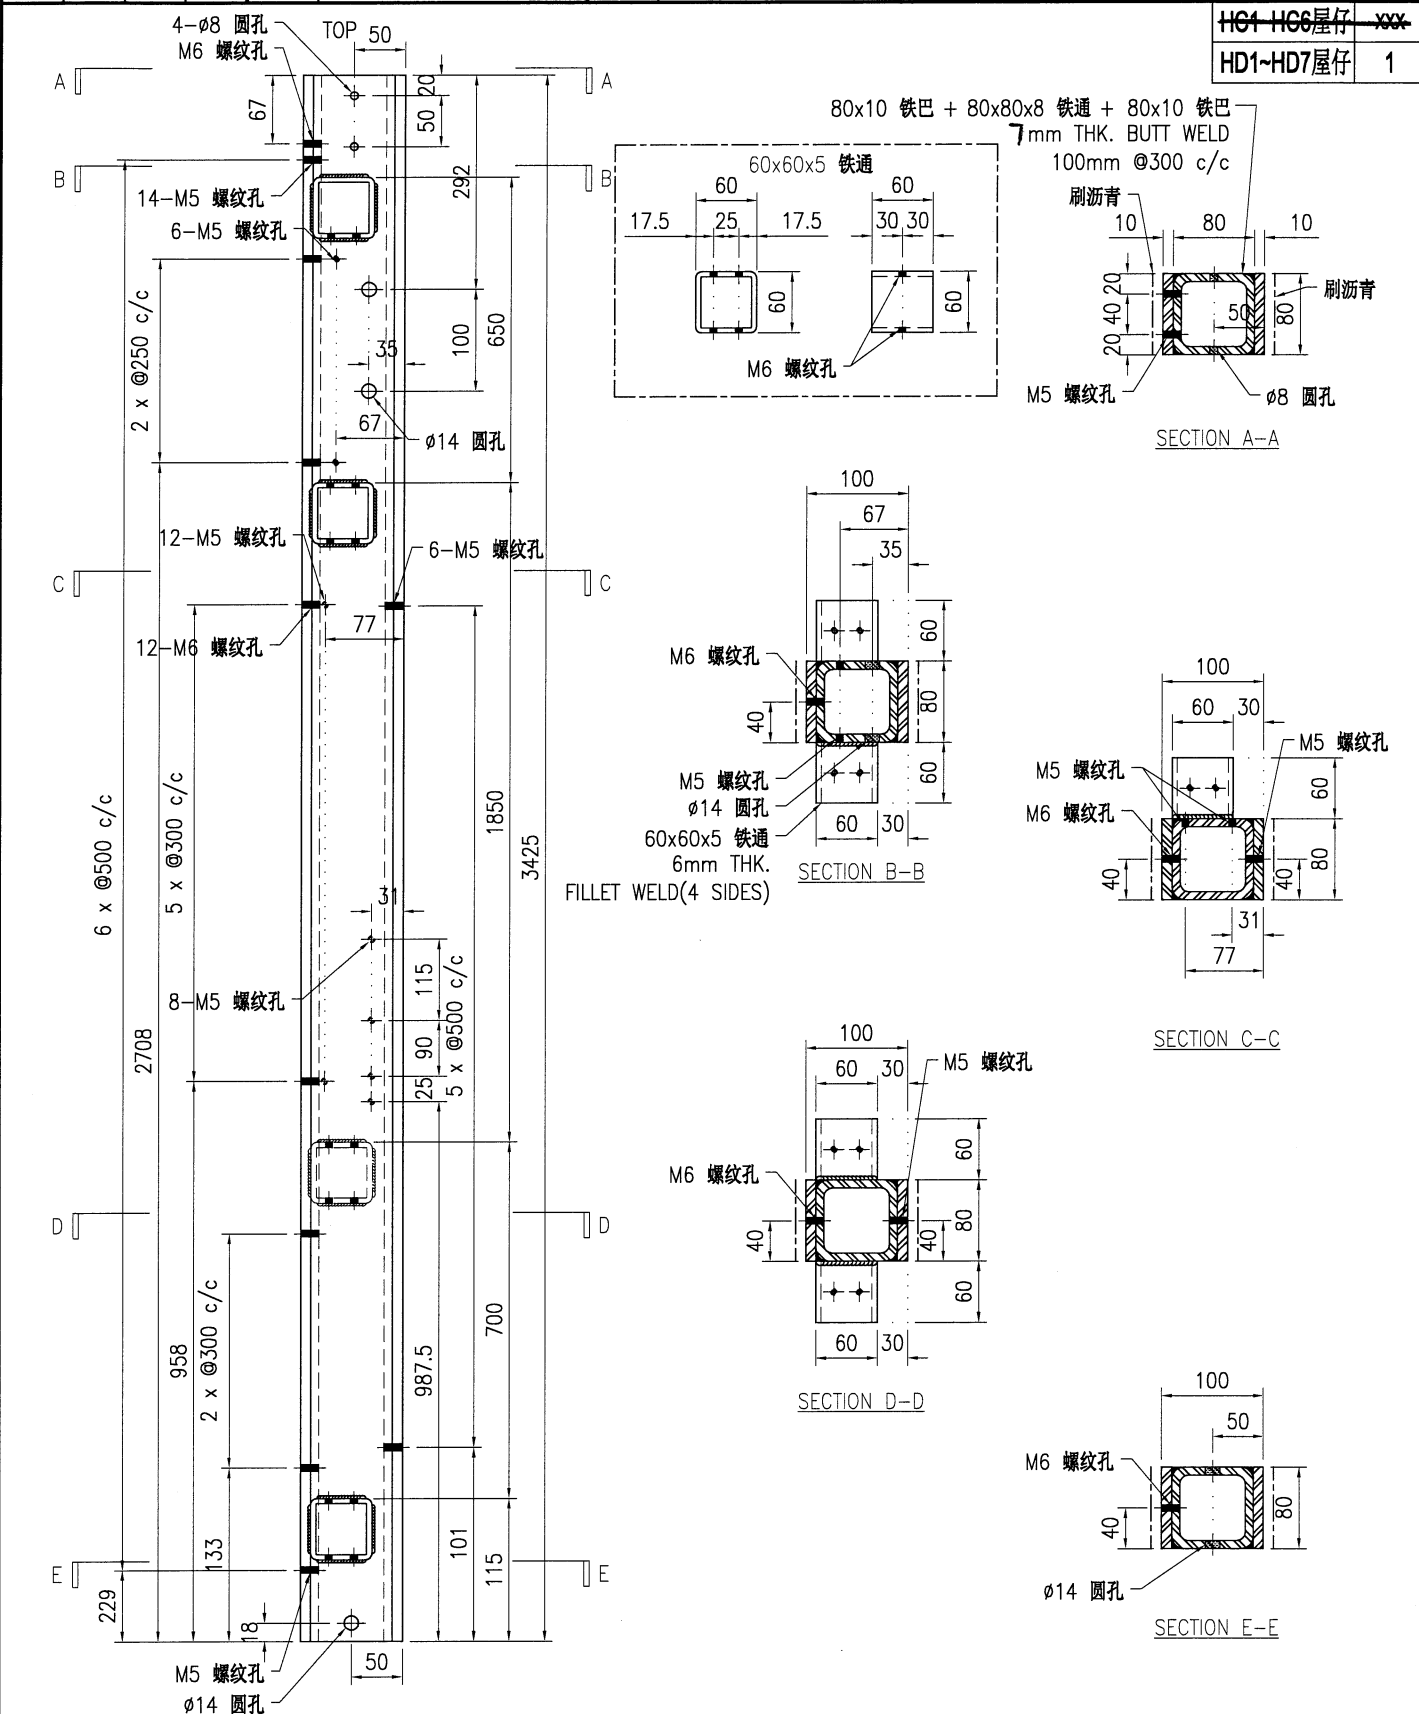 HC1~HC6屋仔 xxx
HD1~HD7屋仔 1
4-ø8 圆孔
M6 螺纹孔
TOP
50
A
A
67
20
50
B
B
14-M5 螺纹孔
6-M5 螺纹孔
292
2 x @250 c/c
100
650
35
67
ø14 圆孔
12-M5 螺纹孔
6-M5 螺纹孔
C
C
77
12-M6 螺纹孔
6 x @500 c/c
5 x @300 c/c
1850
3425
31
8-M5 螺纹孔
115
90
25
5 x @500 c/c
2708
D
D
958
2 x @300 c/c
987.5
700
133
101
115
E
E
229
18
50
M5 螺纹孔
ø14 圆孔
80x10 铁巴 + 80x80x8 铁通 + 80x10 铁巴
7mm THK. BUTT WELD
100mm @300 c/c
60x60x5 铁通
60
60
17.5
25
17.5
30
30
60
60
M6 螺纹孔
刷沥青
10
80
10
刷沥青
20
40
20
50
80
M5 螺纹孔
ø8 圆孔
SECTION A-A
100
67
35
60
M6 螺纹孔
40
80
M5 螺纹孔
ø14 圆孔
60
60x60x5 铁通
60
30
6mm THK.
FILLET WELD(4 SIDES)
SECTION B-B
100
60
30
M5 螺纹孔
M5 螺纹孔
60
M6 螺纹孔
40
40
80
31
77
SECTION C-C
100
60
30
M5 螺纹孔
60
M6 螺纹孔
40
40
80
60
60
30
SECTION D-D
100
50
M6 螺纹孔
40
80
ø14 圆孔
SECTION E-E